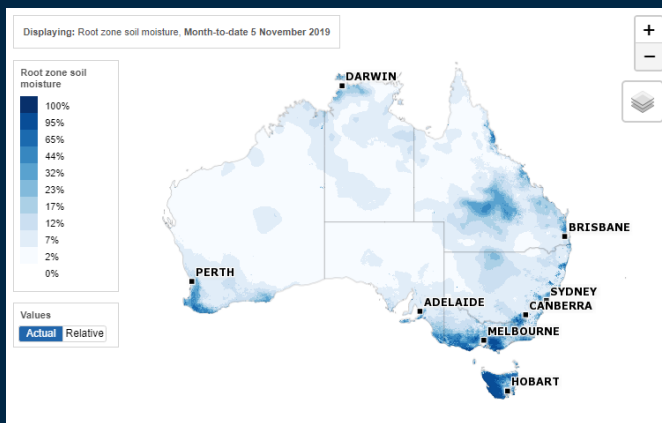 Displaying: Root zone soil moisture, Month-to-date 5 November 2019
+
−
Root zone soil
moisture
100%
95%
65%
44%
32%
23%
17%
12%
7%
2%
0%
Values
Actual Relative
DARWIN
BRISBANE
PERTH
SYDNEY
ADELAIDE
CANBERRA
MELBOURNE
HOBART